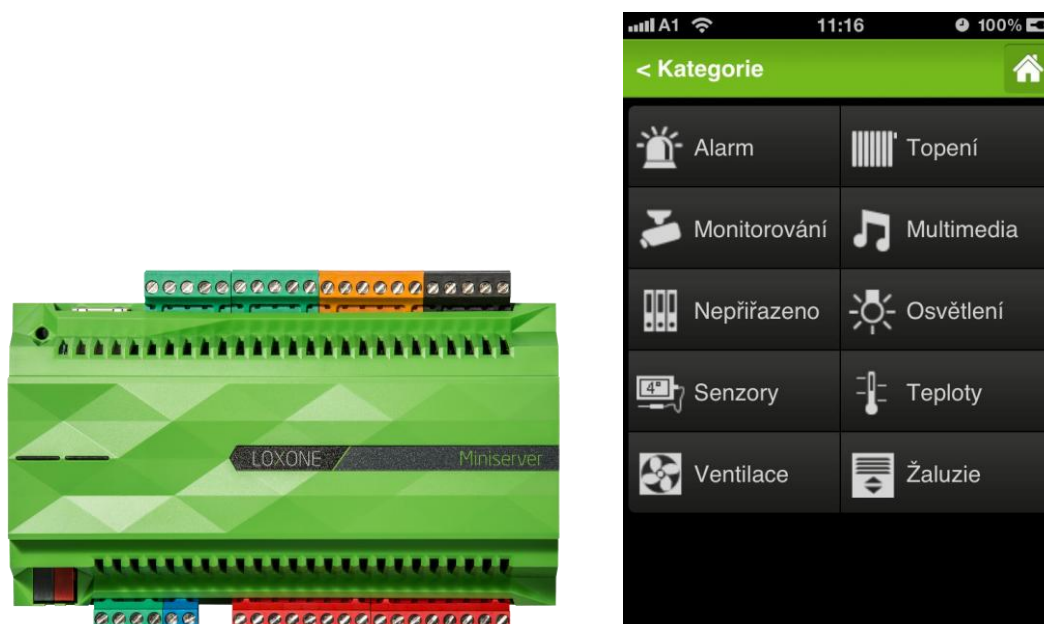 LOXONE Miniserver
A1 11:16 100%
< Kategorie
Alarm Topení
Monitorování Multimedia
Nepřiřazeno Osvětlení
4° Senzory Teploty
Ventilace Žaluzie